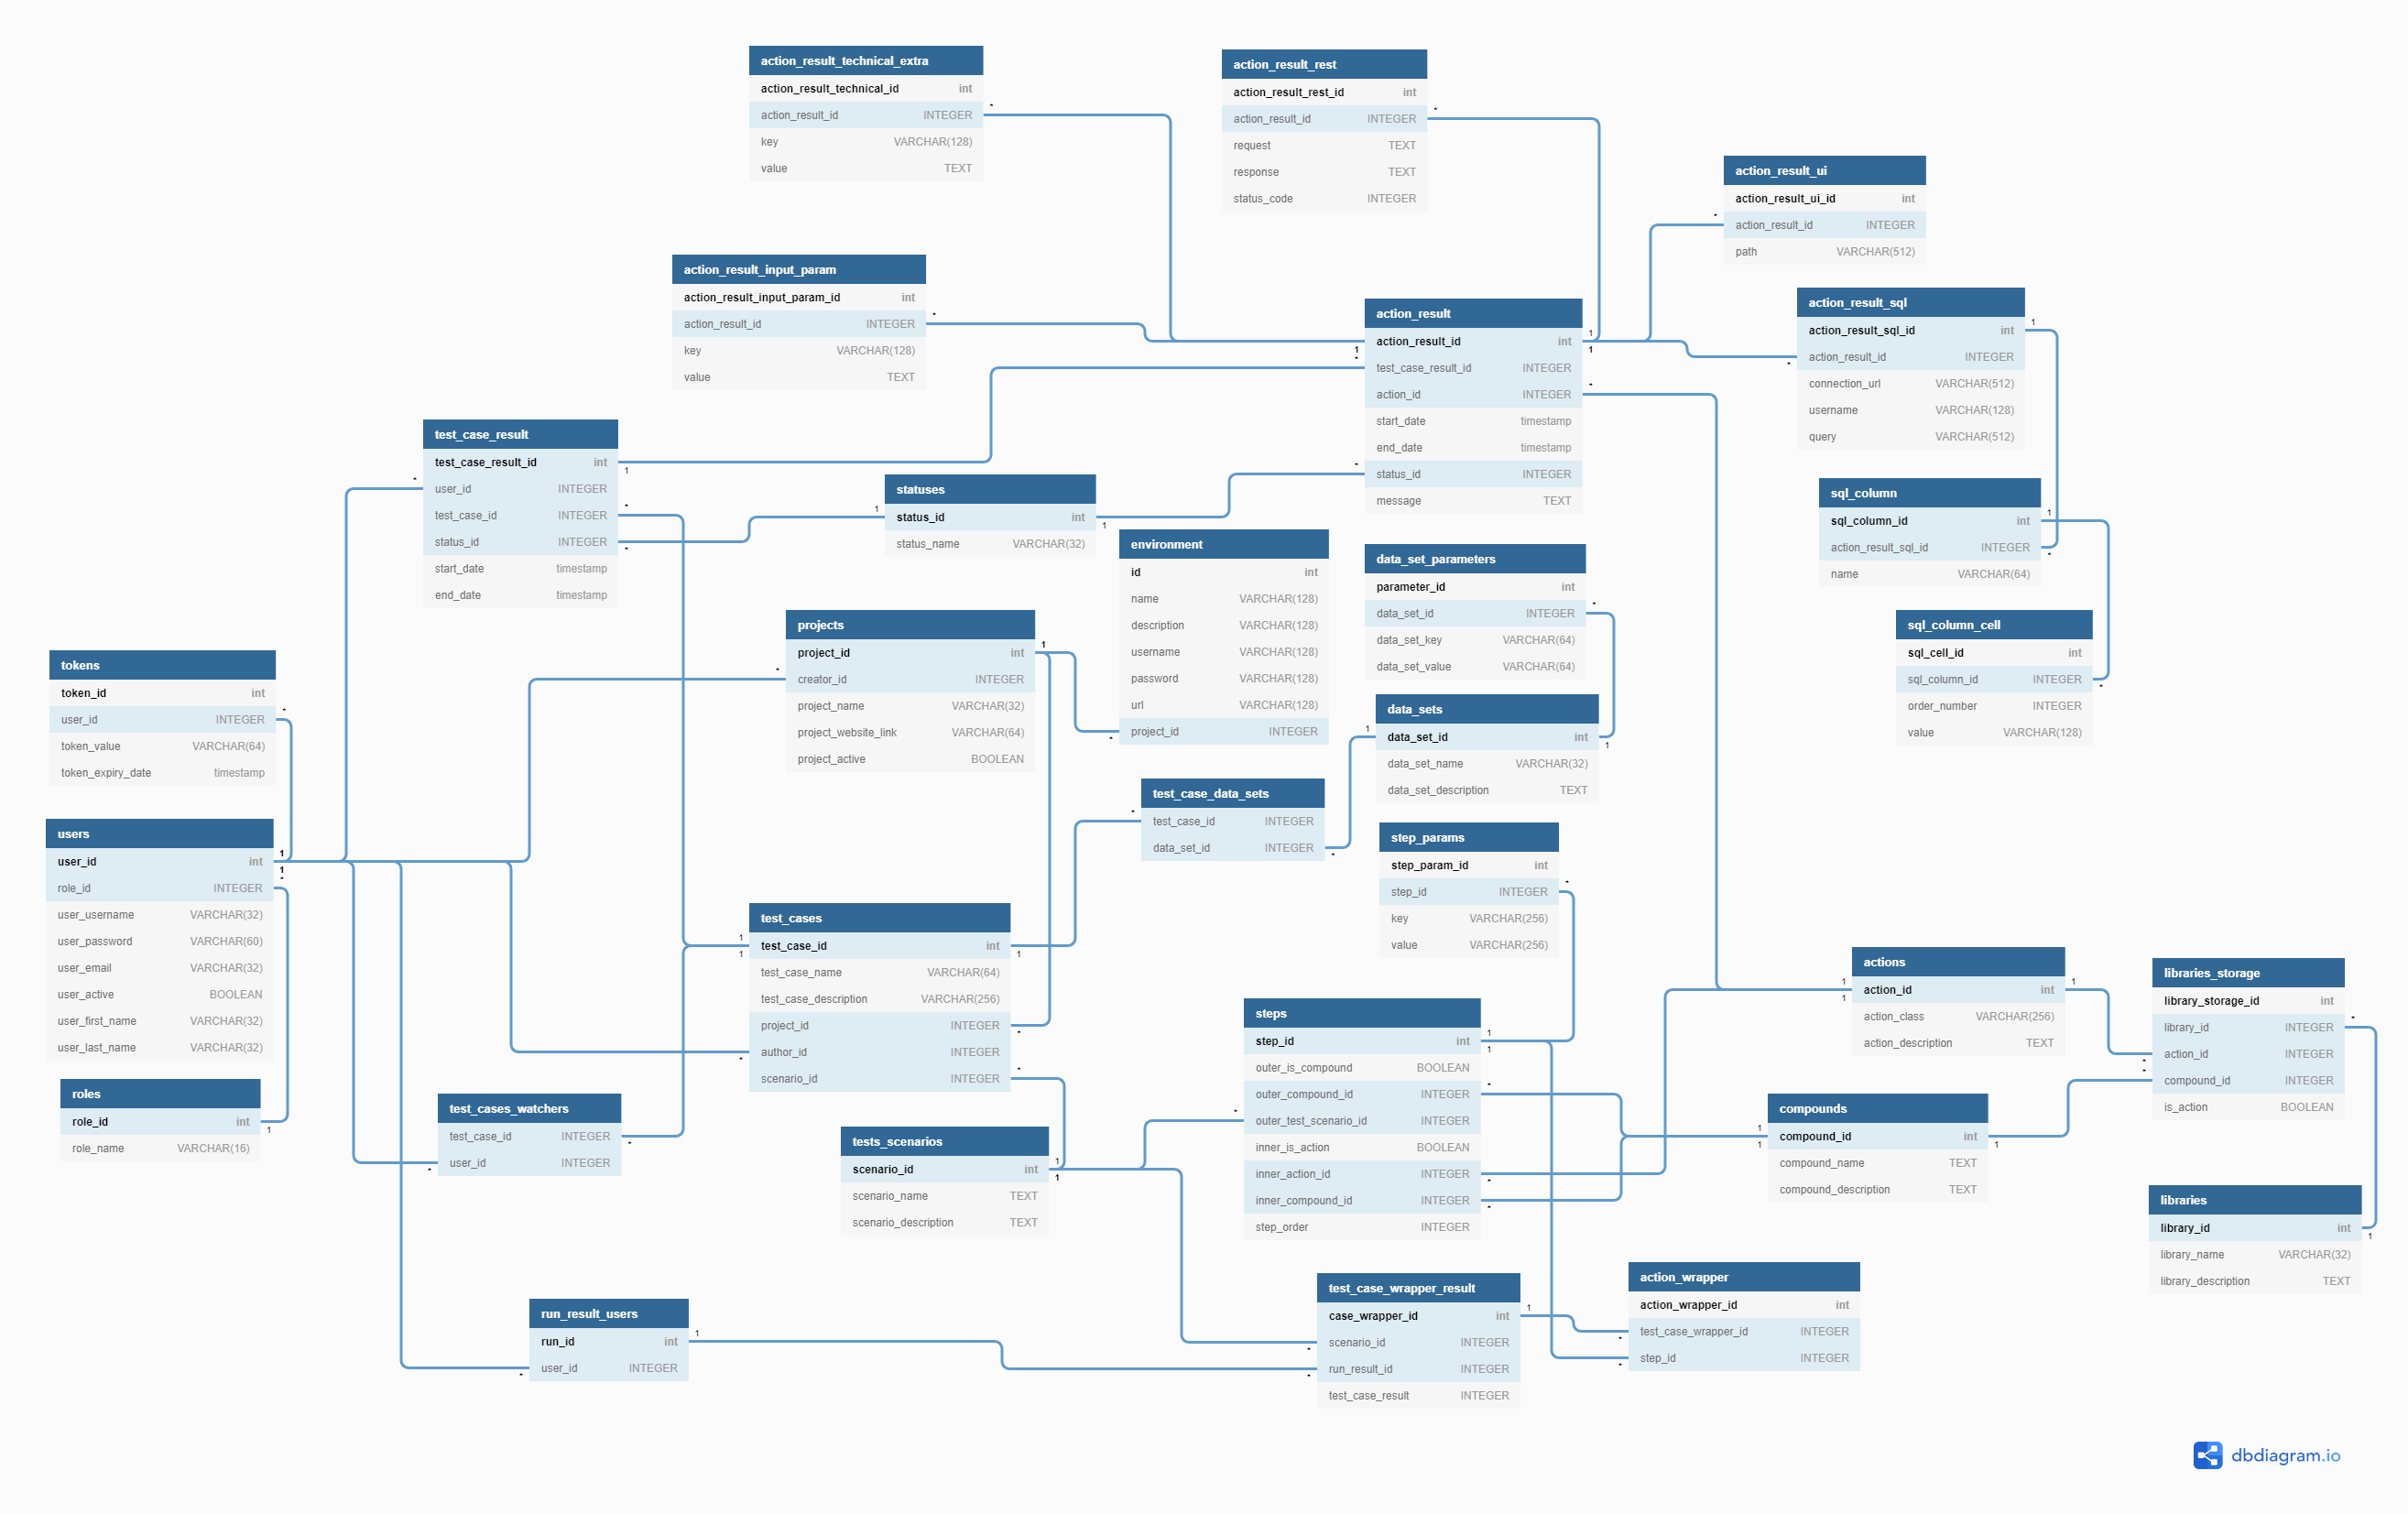 action_result_technical_extra
action_result_technical_id int
action_result_id INTEGER
key VARCHAR(128)
value TEXT
action_result_rest
action_result_rest_id int
action_result_id INTEGER
request TEXT
response TEXT
status_code INTEGER
action_result_ui
action_result_ui_id int
action_result_id INTEGER
path VARCHAR(512)
action_result_input_param
action_result_input_param_id int
action_result_id INTEGER
key VARCHAR(128)
value TEXT
action_result
action_result_id int
test_case_result_id INTEGER
action_id INTEGER
start_date timestamp
end_date timestamp
status_id INTEGER
message TEXT
action_result_sql
action_result_sql_id int
action_result_id INTEGER
connection_url VARCHAR(512)
username VARCHAR(128)
query VARCHAR(512)
test_case_result
test_case_result_id int
user_id INTEGER
test_case_id INTEGER
status_id INTEGER
start_date timestamp
end_date timestamp
statuses
status_id int
status_name VARCHAR(32)
sql_column
sql_column_id int
action_result_sql_id INTEGER
name VARCHAR(64)
environment
id int
name VARCHAR(128)
description VARCHAR(128)
username VARCHAR(128)
password VARCHAR(128)
url VARCHAR(128)
project_id INTEGER
data_set_parameters
parameter_id int
data_set_id INTEGER
data_set_key VARCHAR(64)
data_set_value VARCHAR(64)
projects
project_id int
creator_id INTEGER
project_name VARCHAR(32)
project_website_link VARCHAR(64)
project_active BOOLEAN
sql_column_cell
sql_cell_id int
sql_column_id INTEGER
order_number INTEGER
value VARCHAR(128)
tokens
token_id int
user_id INTEGER
token_value VARCHAR(64)
token_expiry_date timestamp
data_sets
data_set_id int
data_set_name VARCHAR(32)
data_set_description TEXT
test_case_data_sets
test_case_id INTEGER
data_set_id INTEGER
users
user_id int
role_id INTEGER
user_username VARCHAR(32)
user_password VARCHAR(60)
user_email VARCHAR(32)
user_active BOOLEAN
user_first_name VARCHAR(32)
user_last_name VARCHAR(32)
step_params
step_param_id int
step_id INTEGER
key VARCHAR(256)
value VARCHAR(256)
test_cases
test_case_id int
test_case_name VARCHAR(64)
test_case_description VARCHAR(256)
project_id INTEGER
author_id INTEGER
scenario_id INTEGER
actions
action_id int
action_class VARCHAR(256)
action_description TEXT
libraries_storage
library_storage_id int
library_id INTEGER
action_id INTEGER
compound_id INTEGER
is_action BOOLEAN
steps
step_id int
outer_is_compound BOOLEAN
outer_compound_id INTEGER
outer_test_scenario_id INTEGER
inner_is_action BOOLEAN
inner_action_id INTEGER
inner_compound_id INTEGER
step_order INTEGER
roles
role_id int
role_name VARCHAR(16)
test_cases_watchers
test_case_id INTEGER
user_id INTEGER
compounds
compound_id int
compound_name TEXT
compound_description TEXT
tests_scenarios
scenario_id int
scenario_name TEXT
scenario_description TEXT
libraries
library_id int
library_name VARCHAR(32)
library_description TEXT
action_wrapper
action_wrapper_id int
test_case_wrapper_id INTEGER
step_id INTEGER
test_case_wrapper_result
case_wrapper_id int
scenario_id INTEGER
run_result_id INTEGER
test_case_result INTEGER
run_result_users
run_id int
user_id INTEGER
dbdiagram.io